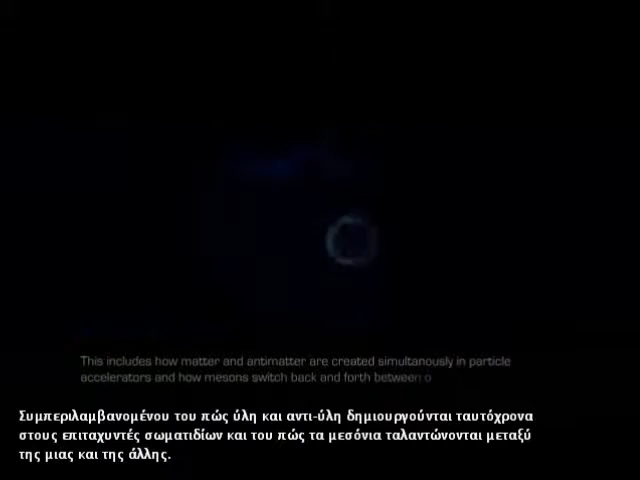 This includes how matter and antimatter are created simultanously in particle
accelerators and how mesons switch back and forth between o
Συμπεριλαμβανομένου του πώς ύλη και αντι-ύλη δημιουργούνται ταυτόχρονα
στους επιταχυντές σωματιδίων και του πώς τα μεσόνια ταλαντώνονται μεταξύ
της μιας και της άλλης.